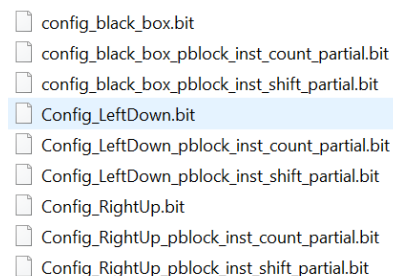 config_black_box.bit
config_black_box_pblock_inst_count_partial.bit
config_black_box_pblock_inst_shift_partial.bit
Config_LeftDown.bit
Config_LeftDown_pblock_inst_count_partial.bit
Config_LeftDown_pblock_inst_shift_partial.bit
Config_RightUp.bit
Config_RightUp_pblock_inst_count_partial.bit
Config_RightUp_pblock_inst_shift_partial.bit